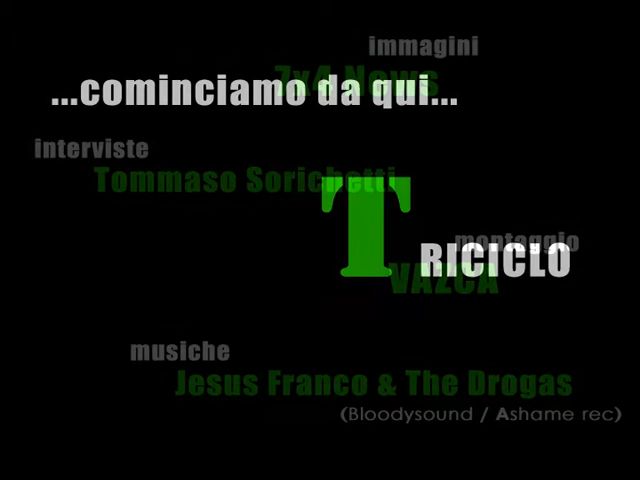 immagini
7x4 News
...cominciamo da qui...
interviste
Tommaso Sorichetti
TRICICLO
montaggio
VAZCA
musiche
Jesus Franco & The Drogas
(Bloodysound / Ashame rec)